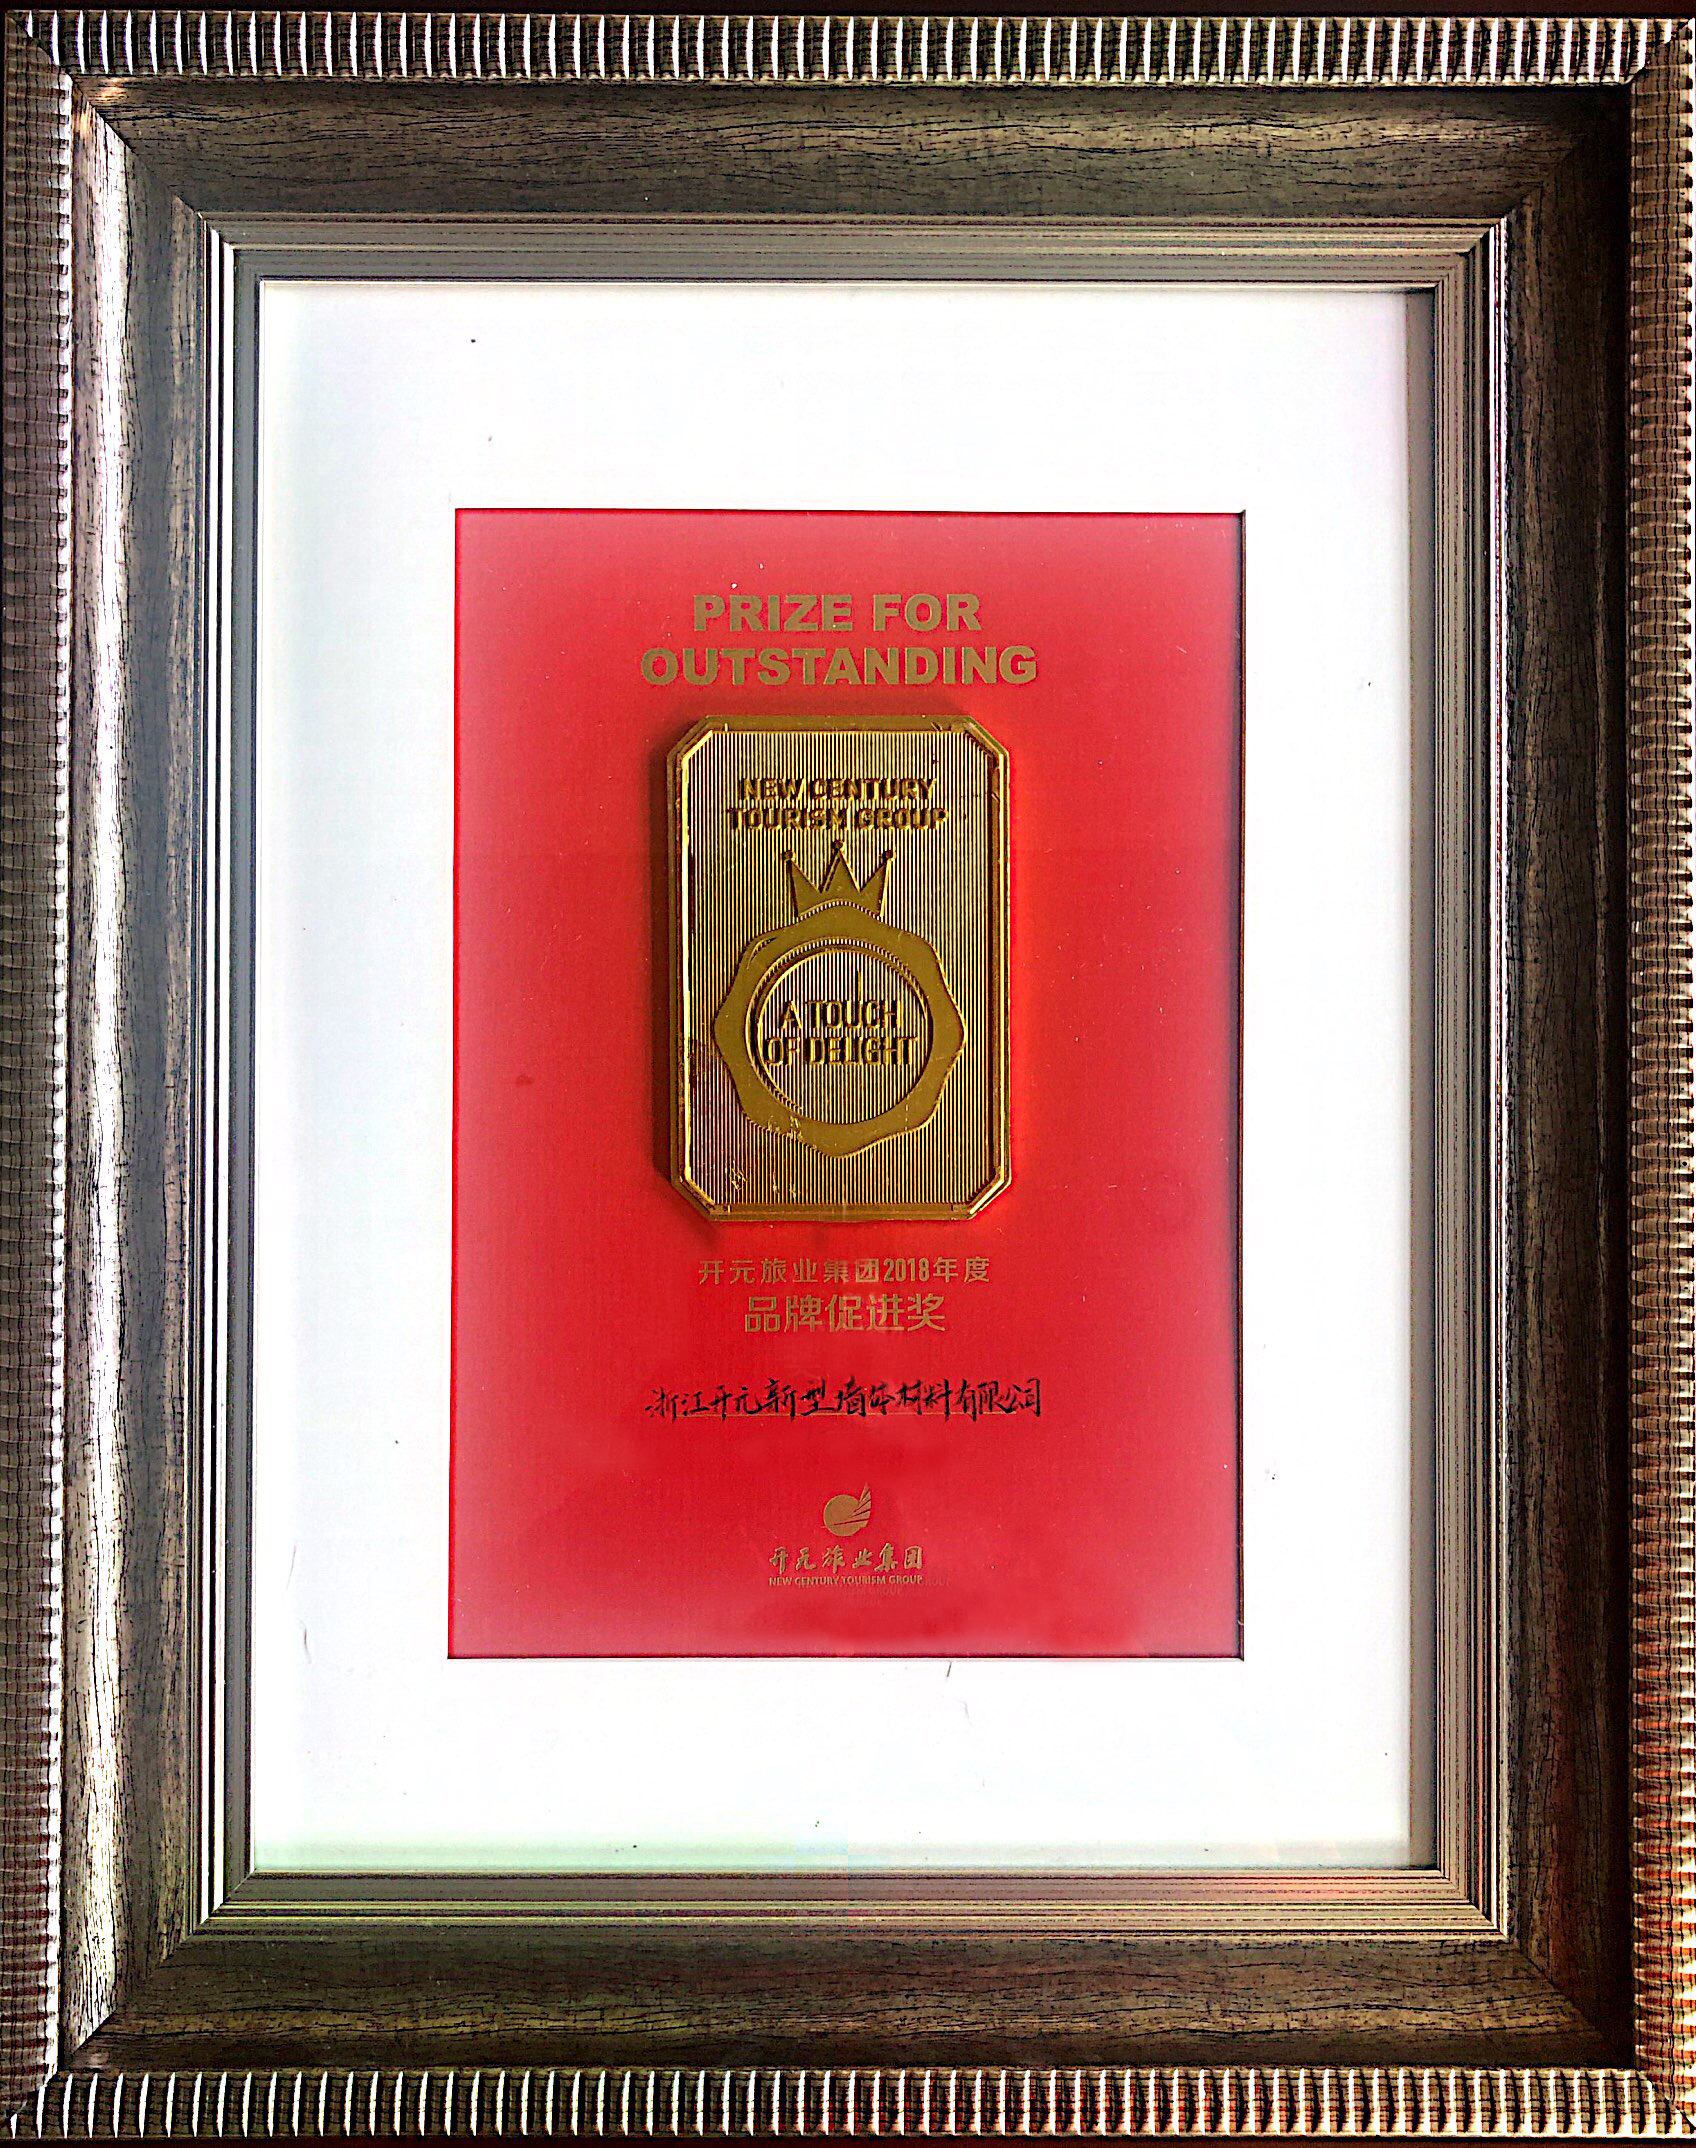 PRIZE FOR
OUTSTANDING
NEW CENTURY
TOURISM GROUP
A TOUCH
OF DELIGHT
开元旅业集团2018年度
品牌促进奖
浙江开元新型墙体材料有限公司
开元旅业集团
NEW CENTURY TOURISM GROUP